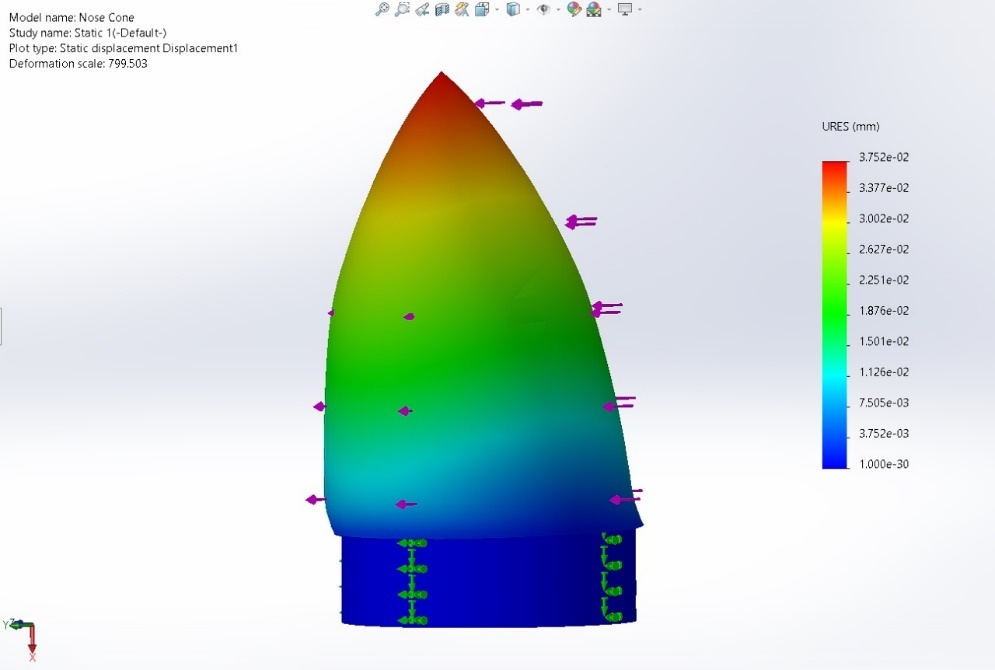 Model name: Nose Cone
Study name: Static 1(-Default-)
Plot type: Static displacement Displacement1
Deformation scale: 799.503
URES (mm)
3.752e-02
3.377e-02
3.002e-02
2.627e-02
2.251e-02
1.876e-02
1.501e-02
1.126e-02
7.505e-03
3.752e-03
1.000e-30
Y
X